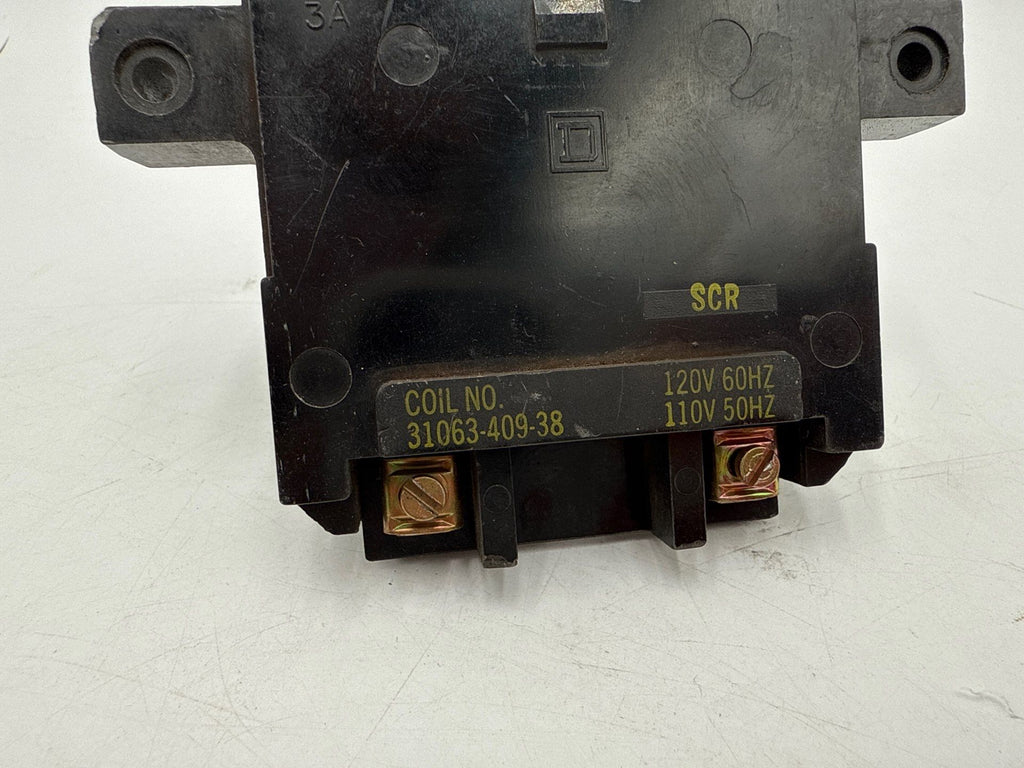 3A
D
SCR
COIL NO. 120V 60HZ
31063-409-38 110V 50HZ